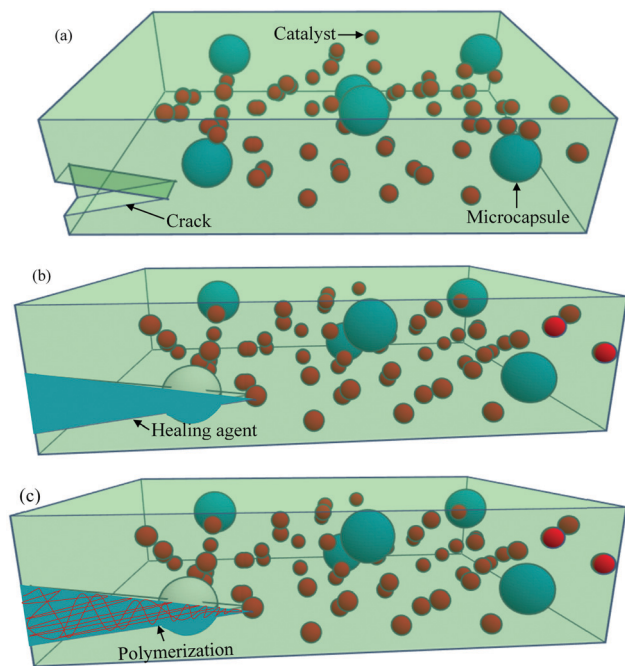 (a)
Catalyst
Crack
Microcapsule
(b)
Healing agent
(c)
Polymerization